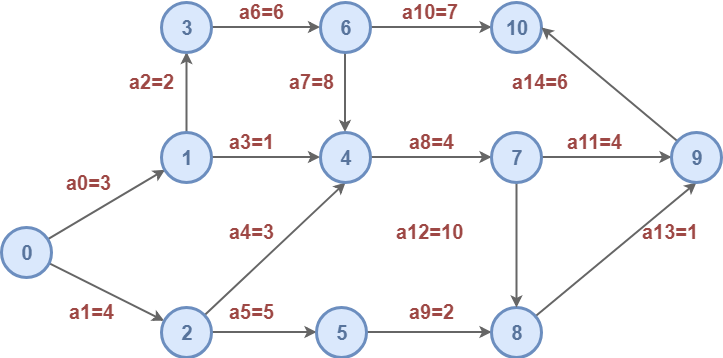 a6=6
a10=7
3
6
10
a2=2
a7=8
a14=6
a3=1
a8=4
a11=4
1
4
7
9
a0=3
a4=3
a12=10
a13=1
0
a1=4
a5=5
a9=2
2
5
8